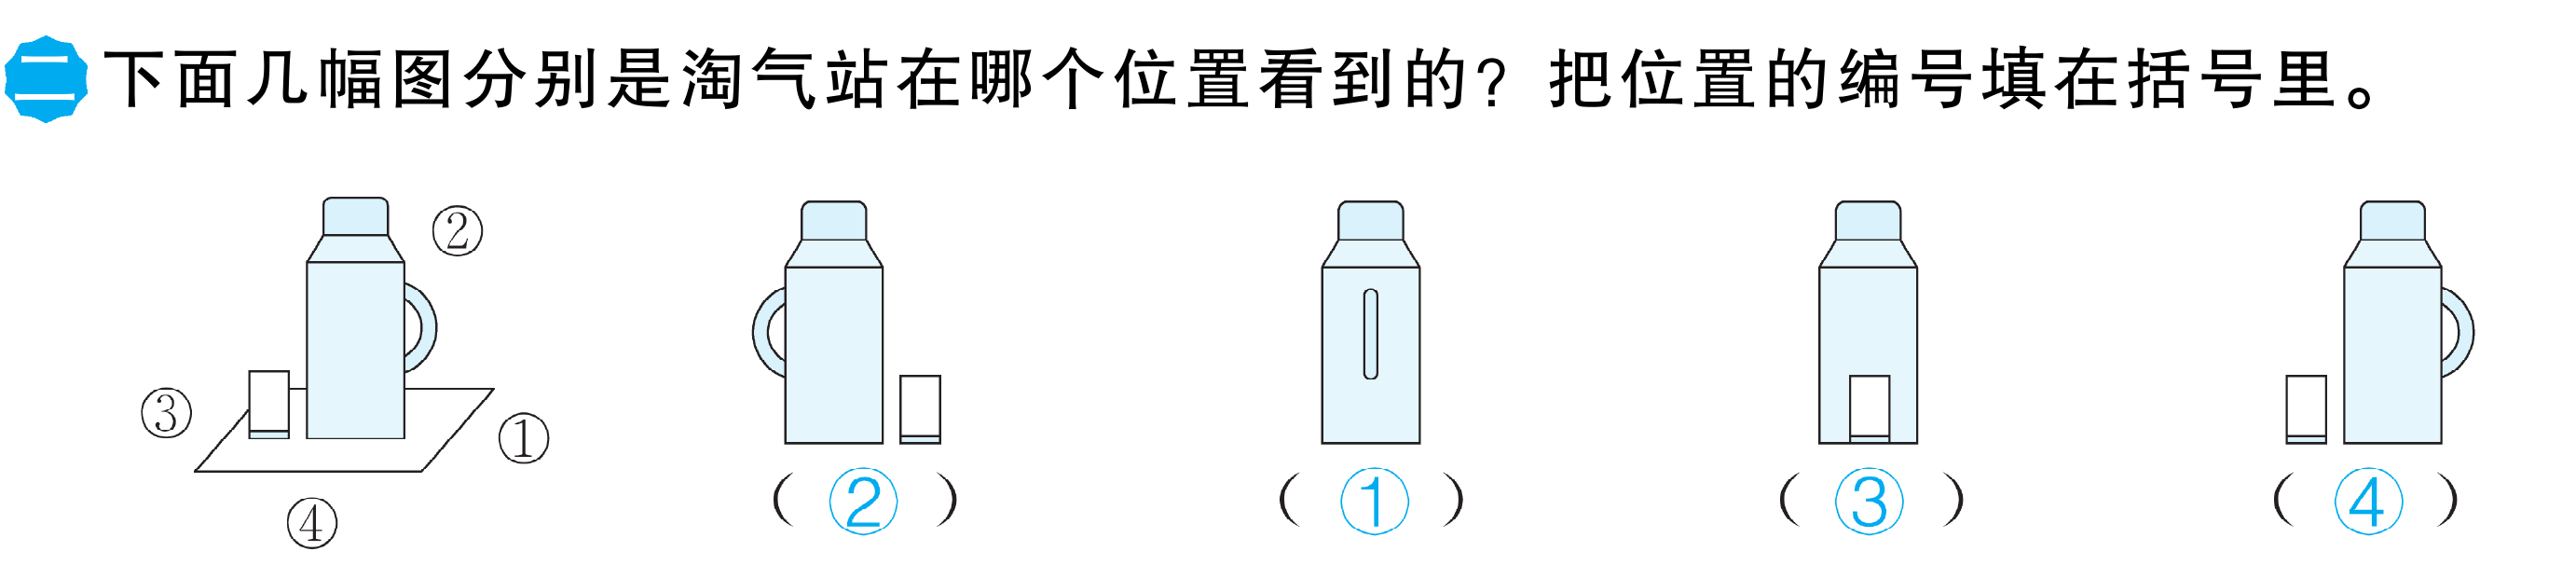 二 下面几幅图分别是淘气站在哪个位置看到的？把位置的编号填在括号里。
②
③
①
④
（ ② ） （ ① ） （ ③ ） （ ④ ）